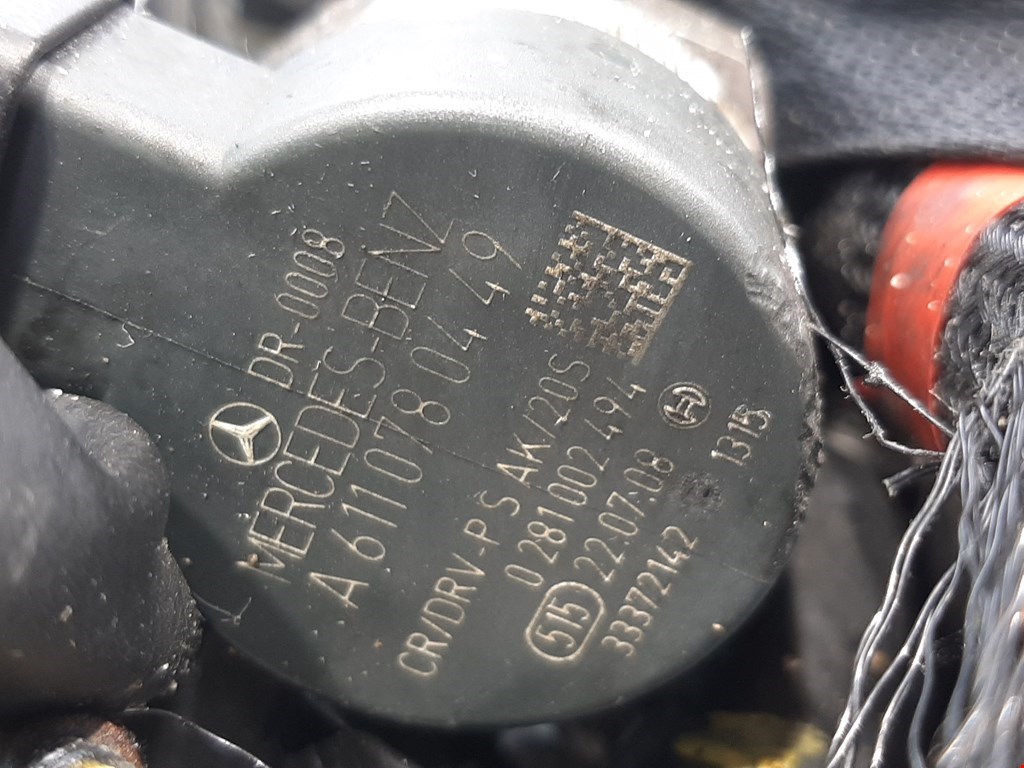 DR-0008
MERCEDES-BENZ
A 611 078 04 49
CR/DRV-P S AK/20S
0 281 002 494
515 22·07·08
33372142 1315